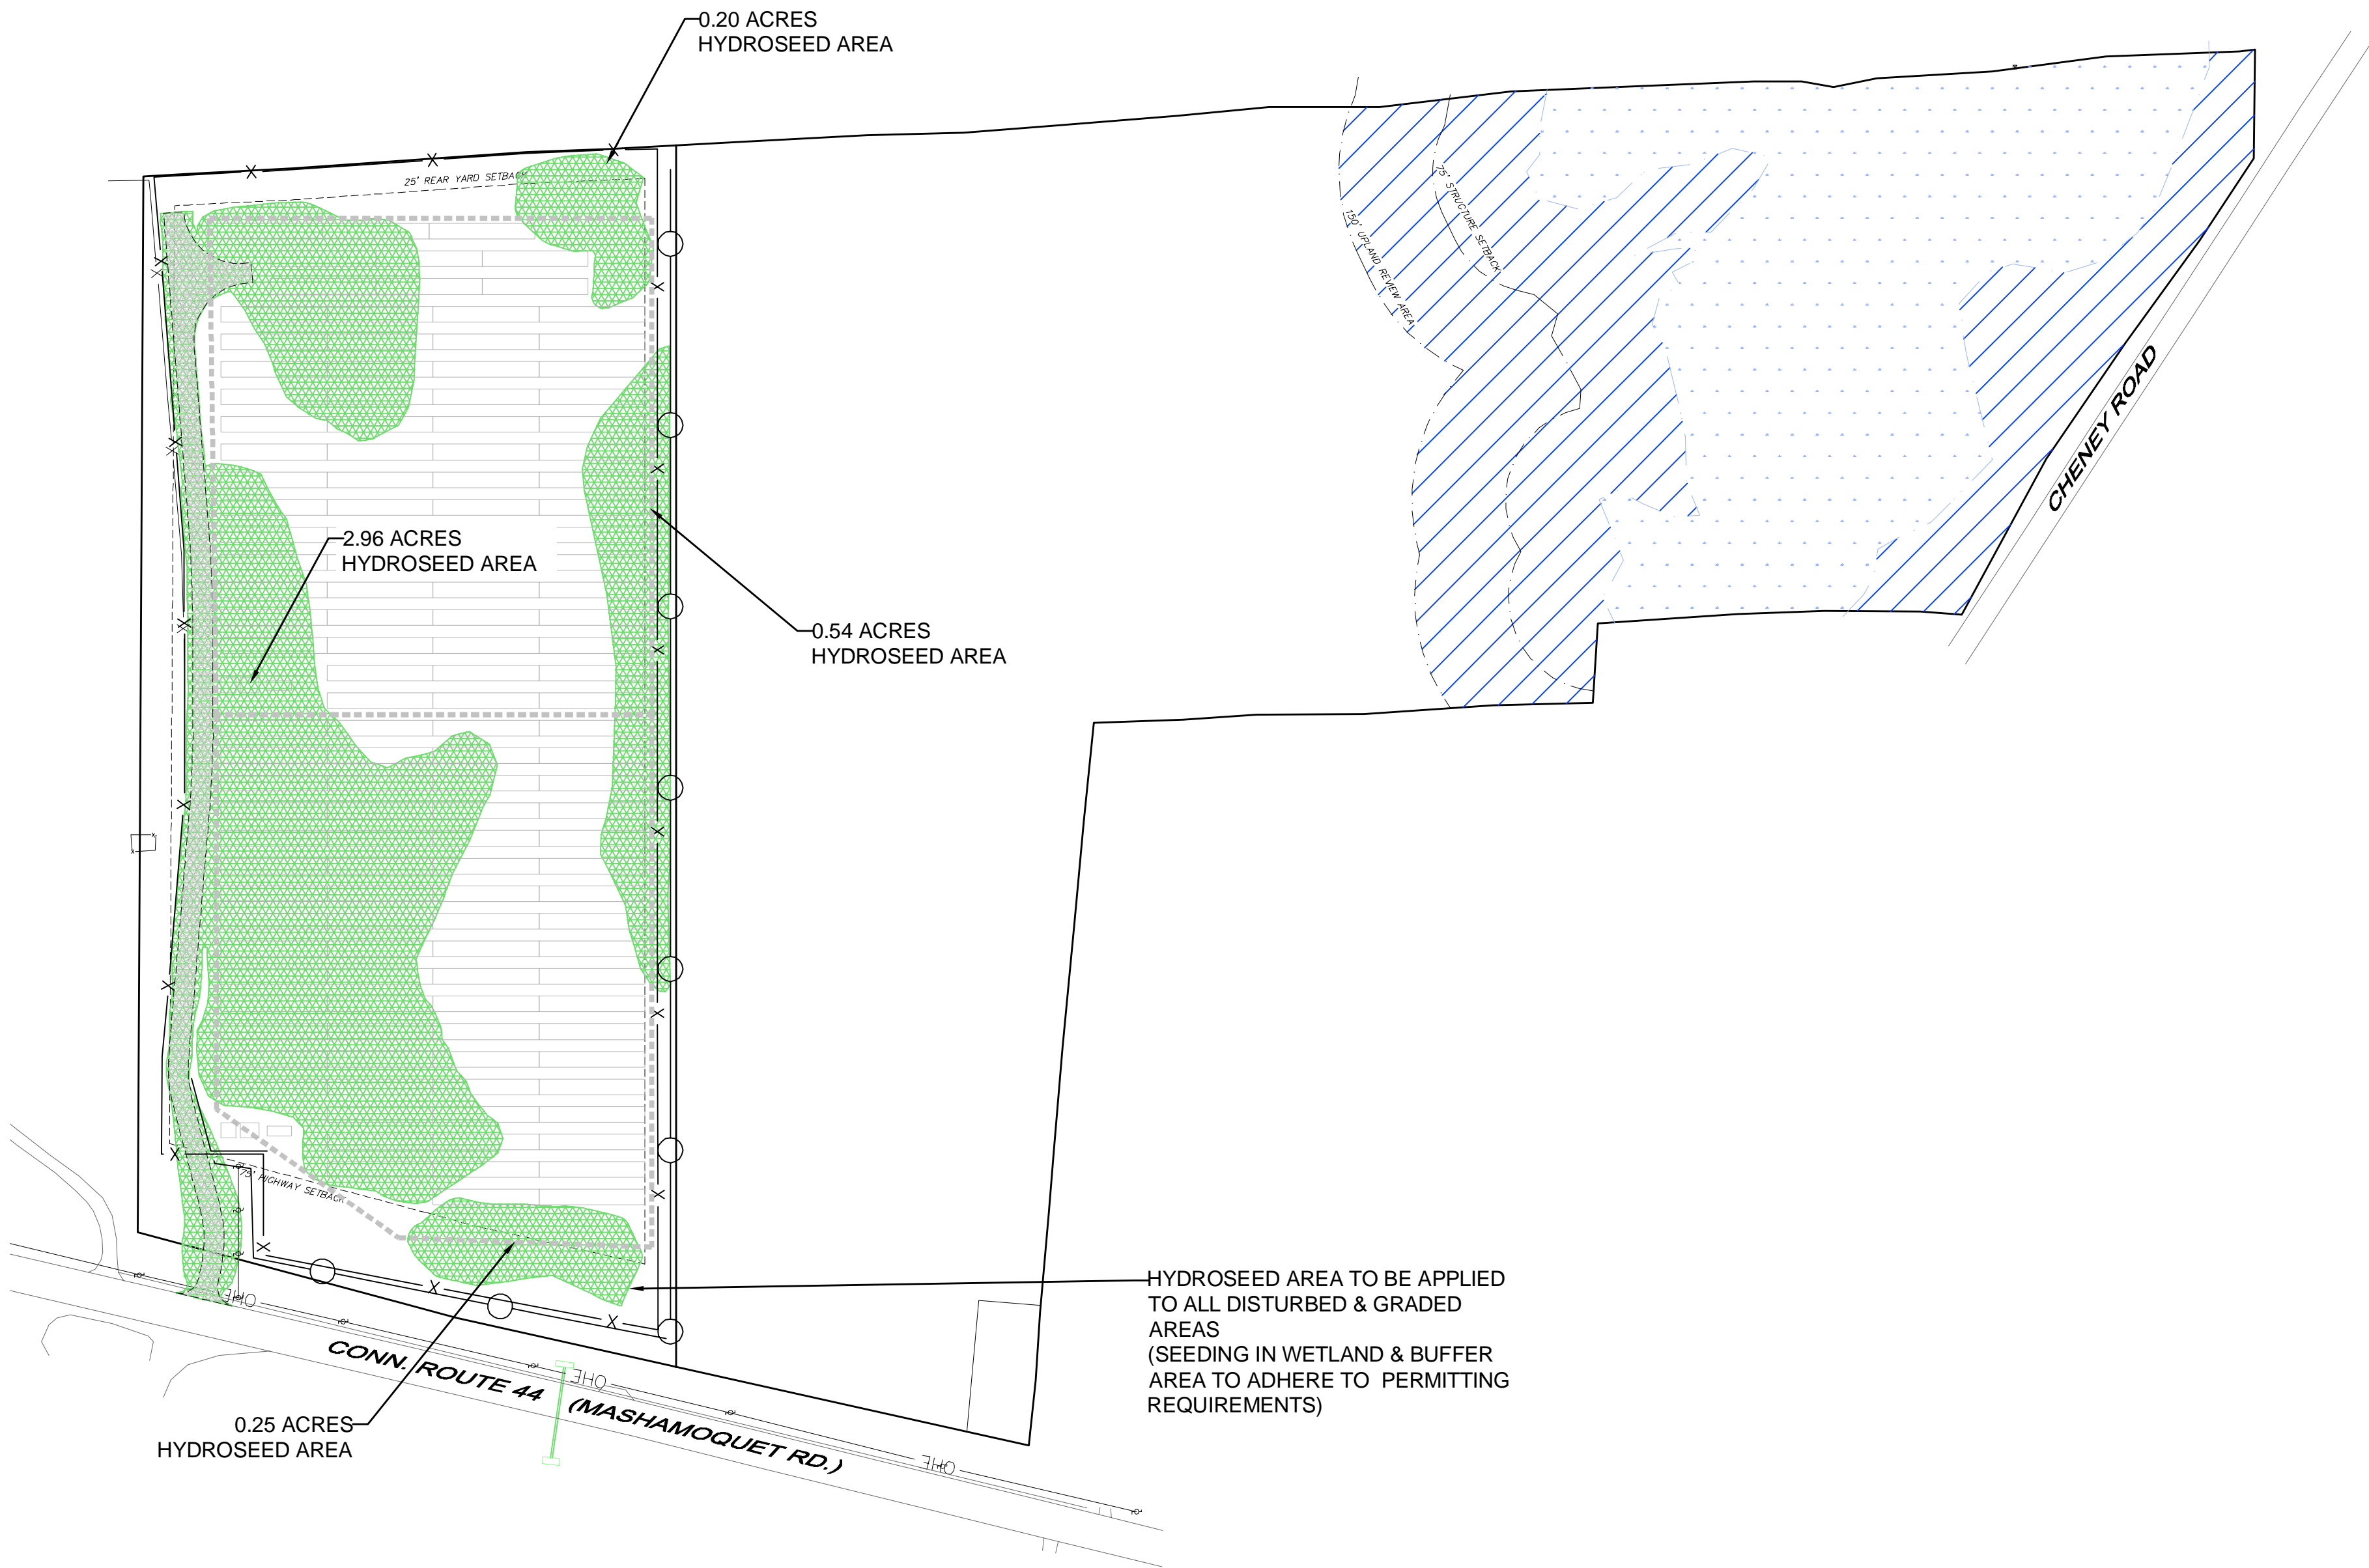 0.20 ACRES
HYDROSEED AREA
25' REAR YARD SETBACK
75' STRUCTURE SETBACK
150' UPLAND REVIEW AREA
CHENEY ROAD
2.96 ACRES
HYDROSEED AREA
0.54 ACRES
HYDROSEED AREA
75' HIGHWAY SETBACK
HYDROSEED AREA TO BE APPLIED
TO ALL DISTURBED & GRADED
AREAS
(SEEDING IN WETLAND & BUFFER
AREA TO ADHERE TO PERMITTING
REQUIREMENTS)
OHE
OHE
OHE
CONN. ROUTE 44 (MASHAMOQUET RD.)
0.25 ACRES
HYDROSEED AREA